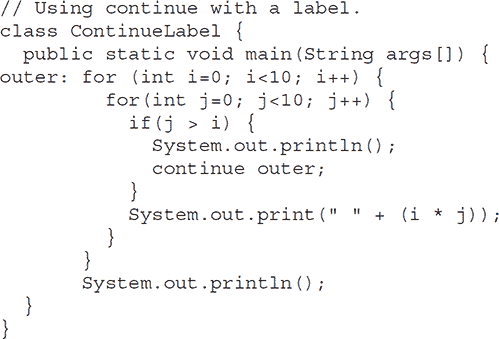 // Using continue with a label.
class ContinueLabel {
  public static void main(String args[]) {
outer: for (int i=0; i<10; i++) {
         for(int j=0; j<10; j++) {
           if(j > i) {
             System.out.println();
             continue outer;
           }
           System.out.print(" " + (i * j));
         }
       }
       System.out.println();
  }
}